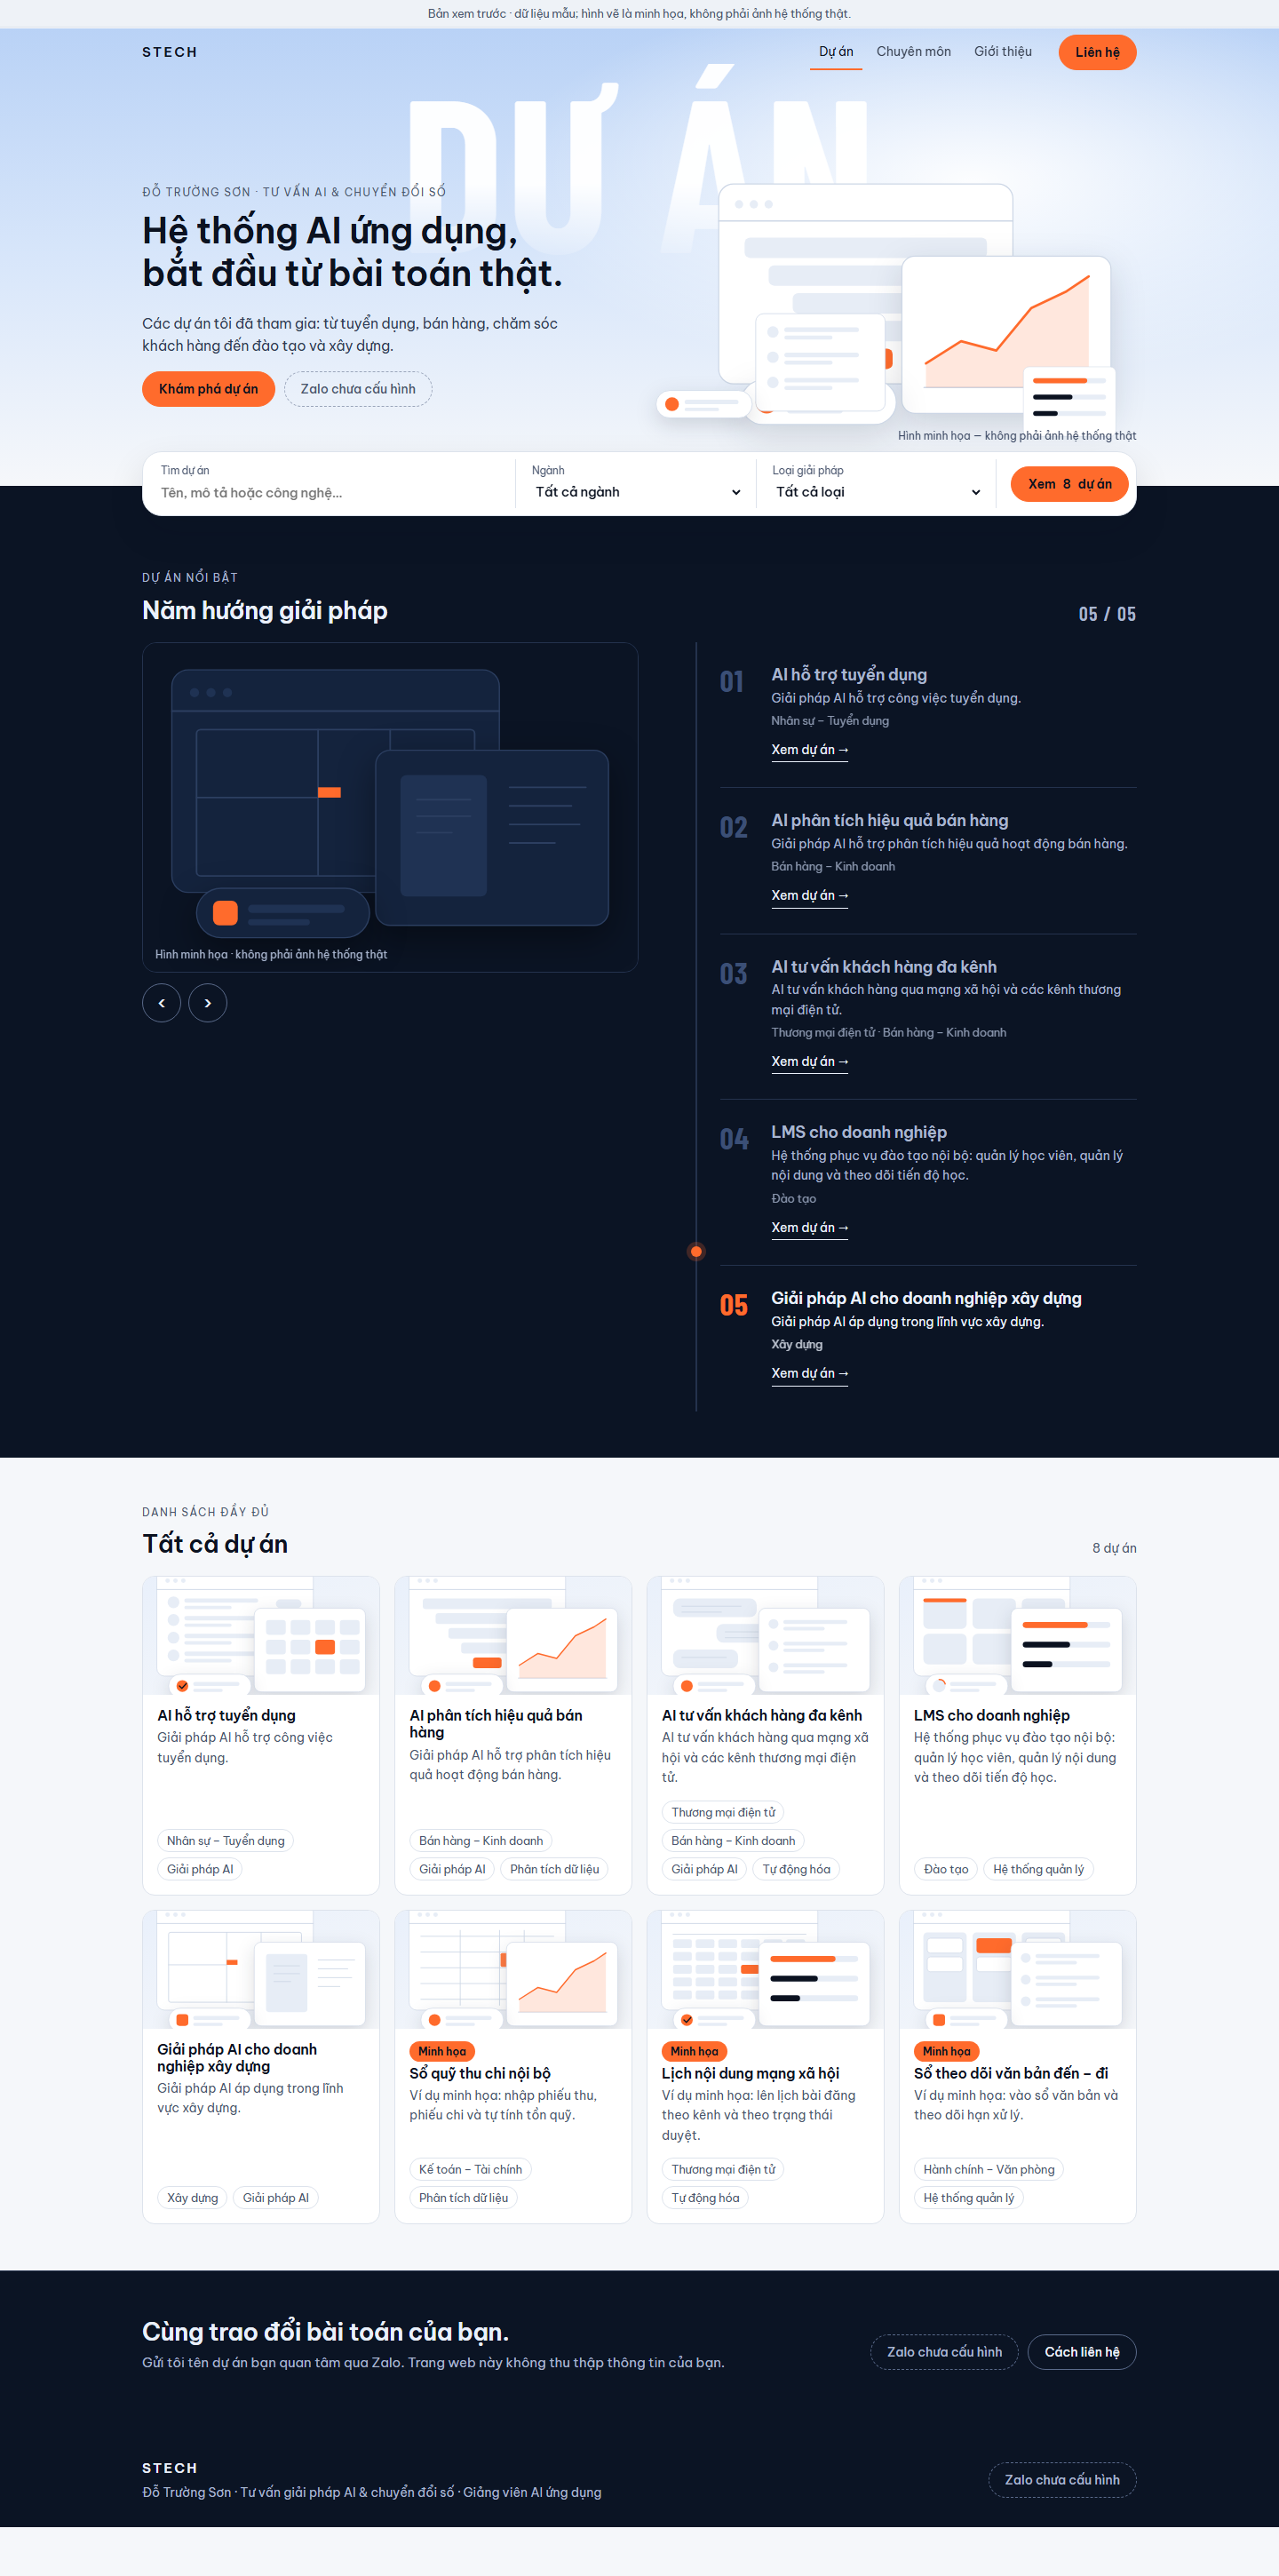 Bản xem trước · dữ liệu mẫu; hình vẽ là minh họa, không phải ảnh hệ thống thật.
STECH
Dự án
Chuyên môn
Giới thiệu
Liên hệ
DỰ ÁN
ĐỖ TRƯỜNG SƠN · TƯ VẤN AI & CHUYỂN ĐỔI SỐ
Hệ thống AI ứng dụng,
bắt đầu từ bài toán thật.
Các dự án tôi đã tham gia: từ tuyển dụng, bán hàng, chăm sóc
khách hàng đến đào tạo và xây dựng.
Khám phá dự án
Zalo chưa cấu hình
Hình minh họa — không phải ảnh hệ thống thật
Tìm dự án
Tên, mô tả hoặc công nghệ...
Ngành
Tất cả ngành
Loại giải pháp
Tất cả loại
Xem 8 dự án
DỰ ÁN NỔI BẬT
Năm hướng giải pháp
05 / 05
Hình minh họa · không phải ảnh hệ thống thật
01
AI hỗ trợ tuyển dụng
Giải pháp AI hỗ trợ công việc tuyển dụng.
Nhân sự – Tuyển dụng
Xem dự án →
02
AI phân tích hiệu quả bán hàng
Giải pháp AI hỗ trợ phân tích hiệu quả hoạt động bán hàng.
Bán hàng – Kinh doanh
Xem dự án →
03
AI tư vấn khách hàng đa kênh
AI tư vấn khách hàng qua mạng xã hội và các kênh thương
mại điện tử.
Thương mại điện tử · Bán hàng – Kinh doanh
Xem dự án →
04
LMS cho doanh nghiệp
Hệ thống phục vụ đào tạo nội bộ: quản lý học viên, quản lý
nội dung và theo dõi tiến độ học.
Đào tạo
Xem dự án →
05
Giải pháp AI cho doanh nghiệp xây dựng
Giải pháp AI áp dụng trong lĩnh vực xây dựng.
Xây dựng
Xem dự án →
DANH SÁCH ĐẦY ĐỦ
Tất cả dự án
8 dự án
AI hỗ trợ tuyển dụng
Giải pháp AI hỗ trợ công việc
tuyển dụng.
Nhân sự – Tuyển dụng
Giải pháp AI
AI phân tích hiệu quả bán
hàng
Giải pháp AI hỗ trợ phân tích hiệu
quả hoạt động bán hàng.
Bán hàng – Kinh doanh
Giải pháp AI
Phân tích dữ liệu
AI tư vấn khách hàng đa kênh
AI tư vấn khách hàng qua mạng xã
hội và các kênh thương mại điện
tử.
Thương mại điện tử
Bán hàng – Kinh doanh
Giải pháp AI
Tự động hóa
LMS cho doanh nghiệp
Hệ thống phục vụ đào tạo nội bộ:
quản lý học viên, quản lý nội dung
và theo dõi tiến độ học.
Đào tạo
Hệ thống quản lý
Giải pháp AI cho doanh
nghiệp xây dựng
Giải pháp AI áp dụng trong lĩnh
vực xây dựng.
Xây dựng
Giải pháp AI
Minh họa
Sổ quỹ thu chi nội bộ
Ví dụ minh họa: nhập phiếu thu,
phiếu chi và tự tính tồn quỹ.
Kế toán – Tài chính
Phân tích dữ liệu
Minh họa
Lịch nội dung mạng xã hội
Ví dụ minh họa: lên lịch bài đăng
theo kênh và theo trạng thái
duyệt.
Thương mại điện tử
Tự động hóa
Minh họa
Sổ theo dõi văn bản đến – đi
Ví dụ minh họa: vào sổ văn bản và
theo dõi hạn xử lý.
Hành chính – Văn phòng
Hệ thống quản lý
Cùng trao đổi bài toán của bạn.
Gửi tôi tên dự án bạn quan tâm qua Zalo. Trang web này không thu thập thông tin của bạn.
Zalo chưa cấu hình
Cách liên hệ
STECH
Đỗ Trường Sơn · Tư vấn giải pháp AI & chuyển đổi số · Giảng viên AI ứng dụng
Zalo chưa cấu hình